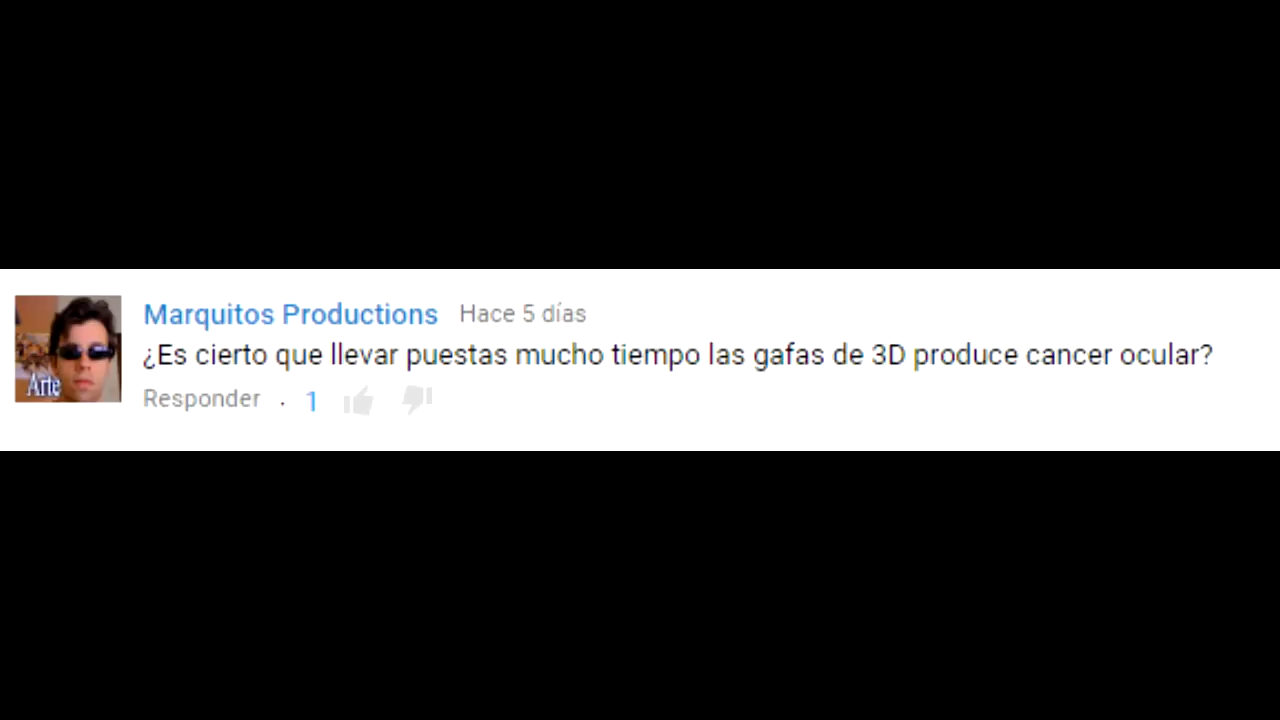 Marquitos Productions Hace 5 días
¿Es cierto que llevar puestas mucho tiempo las gafas de 3D produce cancer ocular?
Arte
Responder · 1